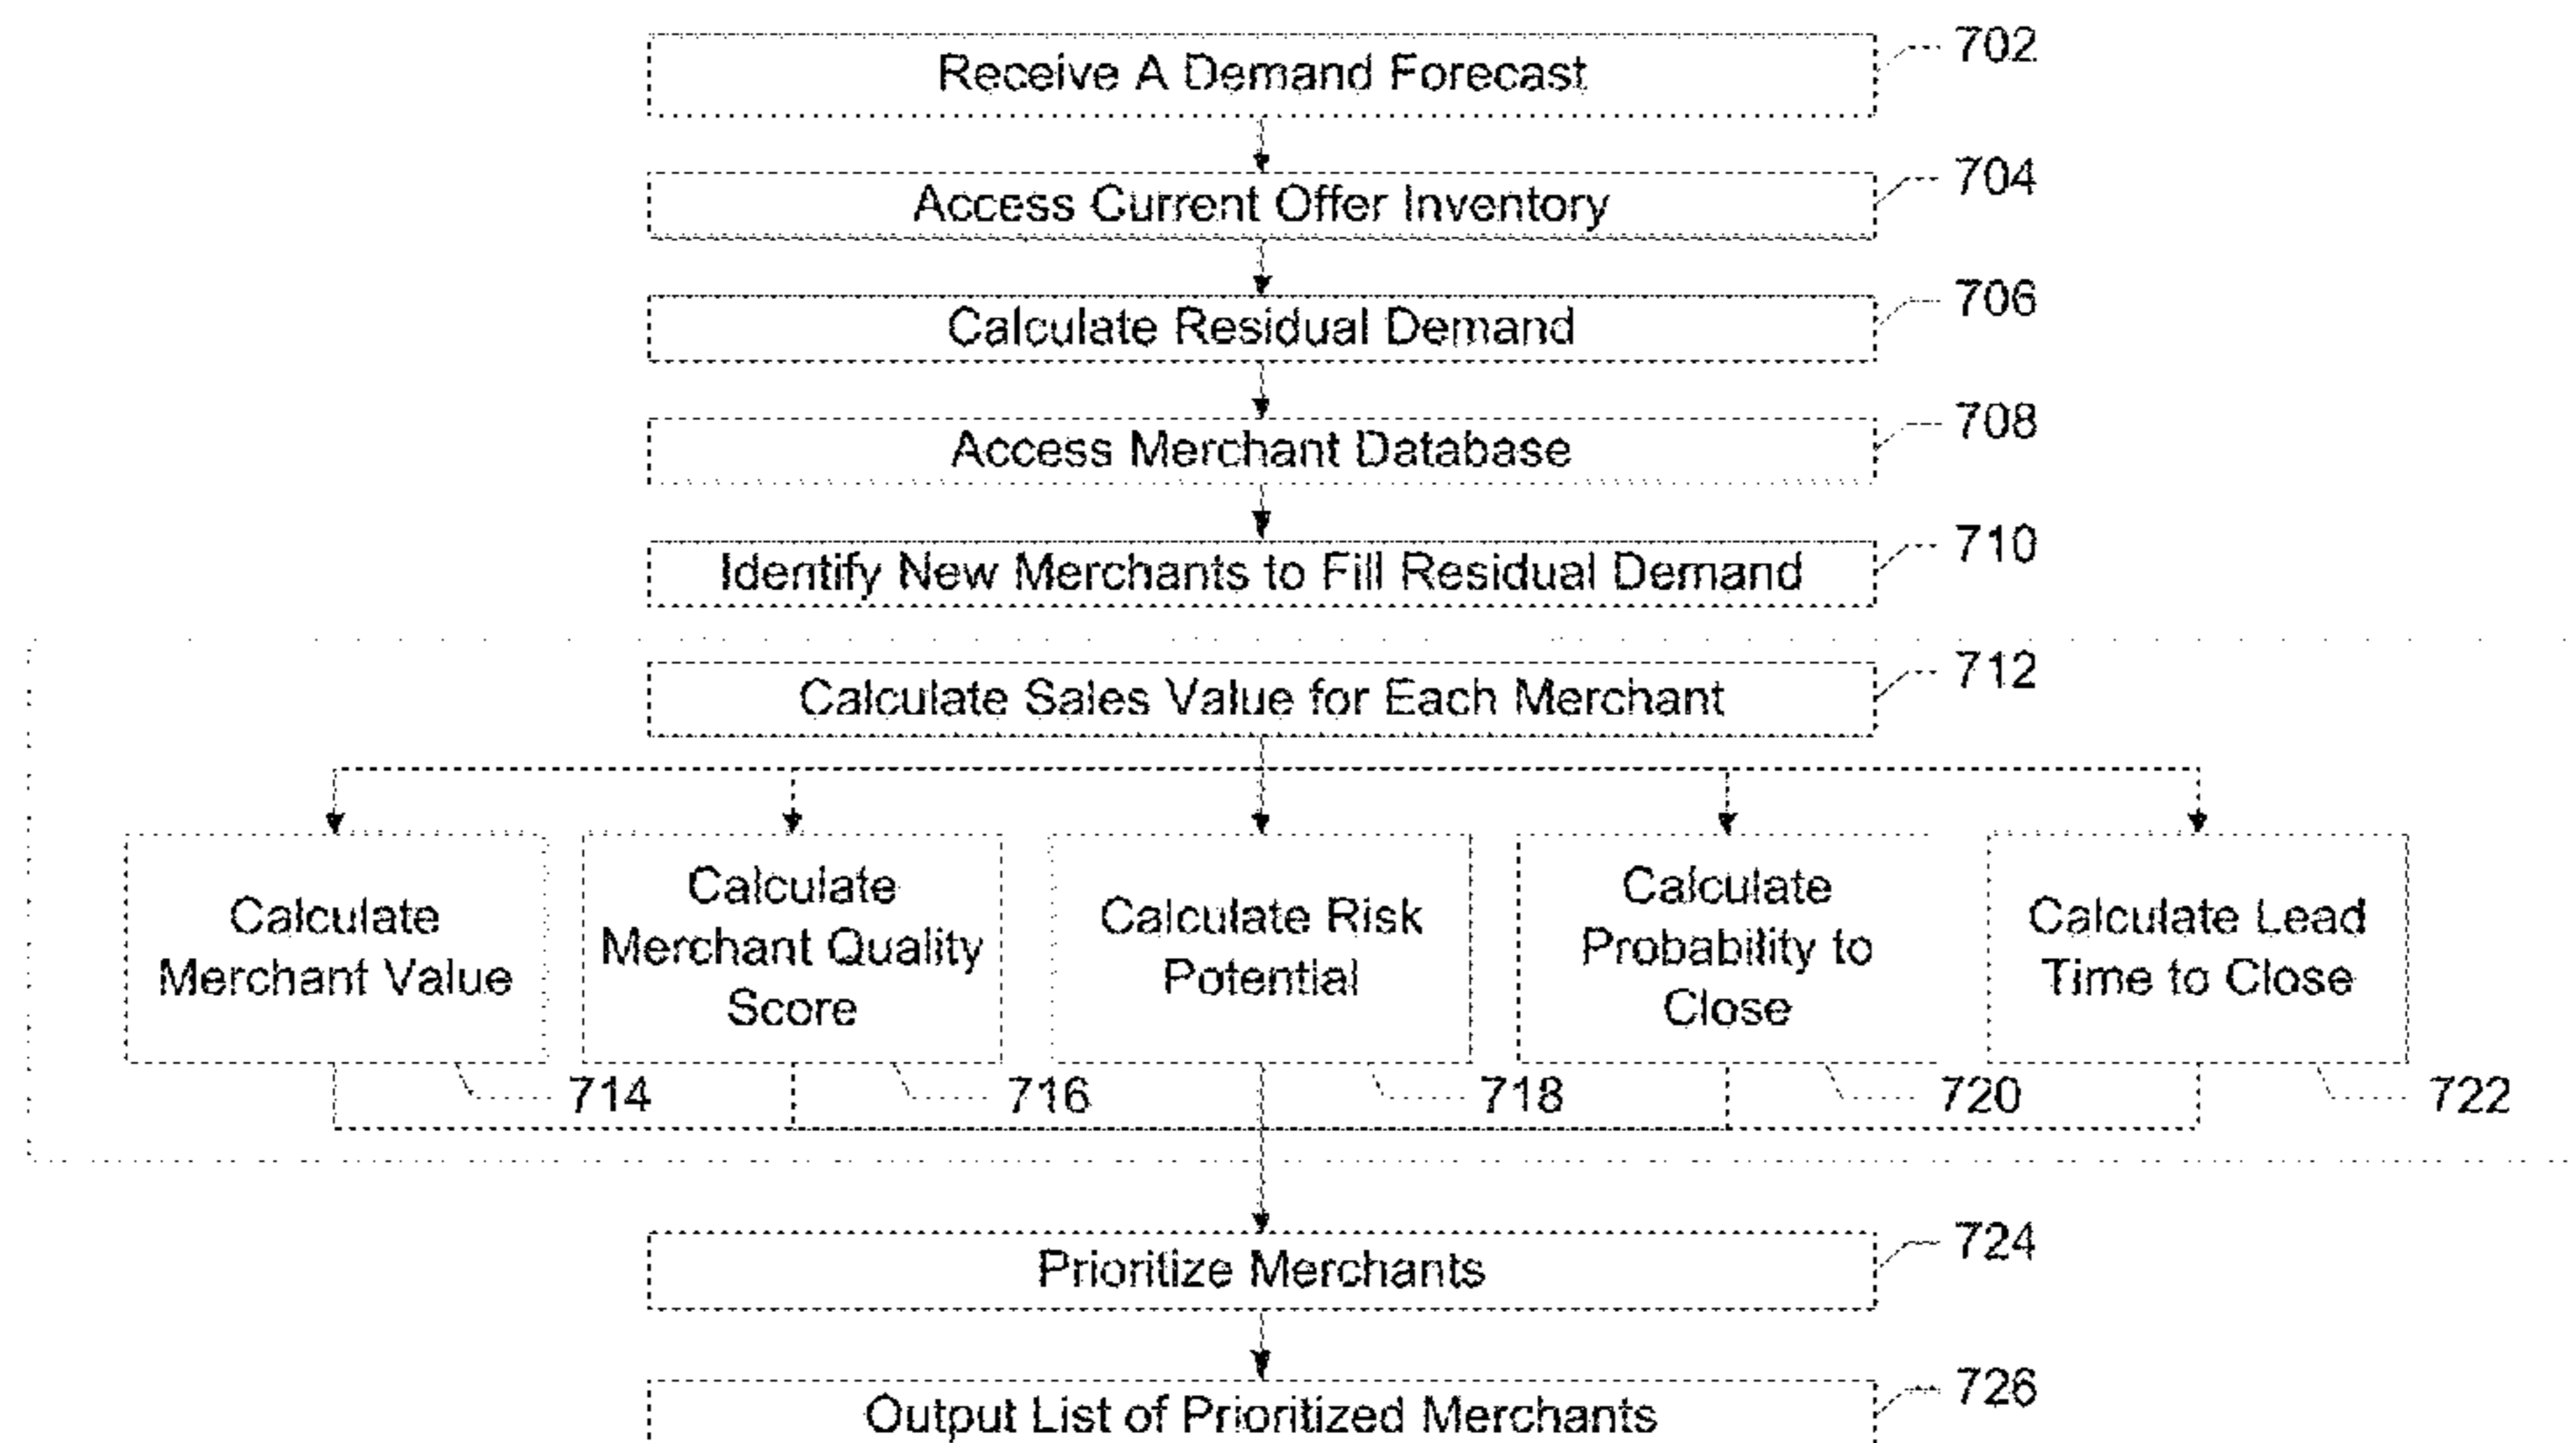 Receive A Demand Forecast
702
Access Current Offer Inventory
704
Calculate Residual Demand
706
Access Merchant Database
708
Identify New Merchants to Fill Residual Demand
710
Calculate Sales Value for Each Merchant
712
Calculate
Merchant Value
714
Calculate
Merchant Quality
Score
716
Calculate Risk
Potential
718
Calculate
Probability to
Close
720
Calculate Lead
Time to Close
722
Prioritize Merchants
724
Output List of Prioritized Merchants
726